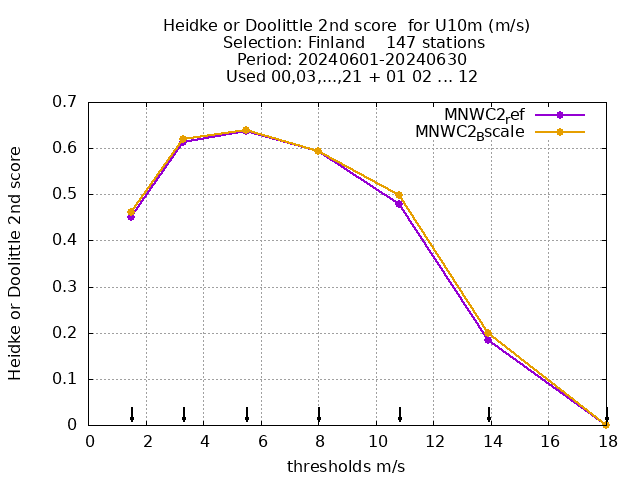 Heidke or Doolittle 2nd score  for U10m (m/s)
Selection: Finland    147 stations
Period: 20240601-20240630
Used 00,03,...,21 + 01 02 ... 12
MNWC2_ref
MNWC2_Bscale
Heidke or Doolittle 2nd score
0.7
0.6
0.5
0.4
0.3
0.2
0.1
0
0 2 4 6 8 10 12 14 16 18
thresholds m/s